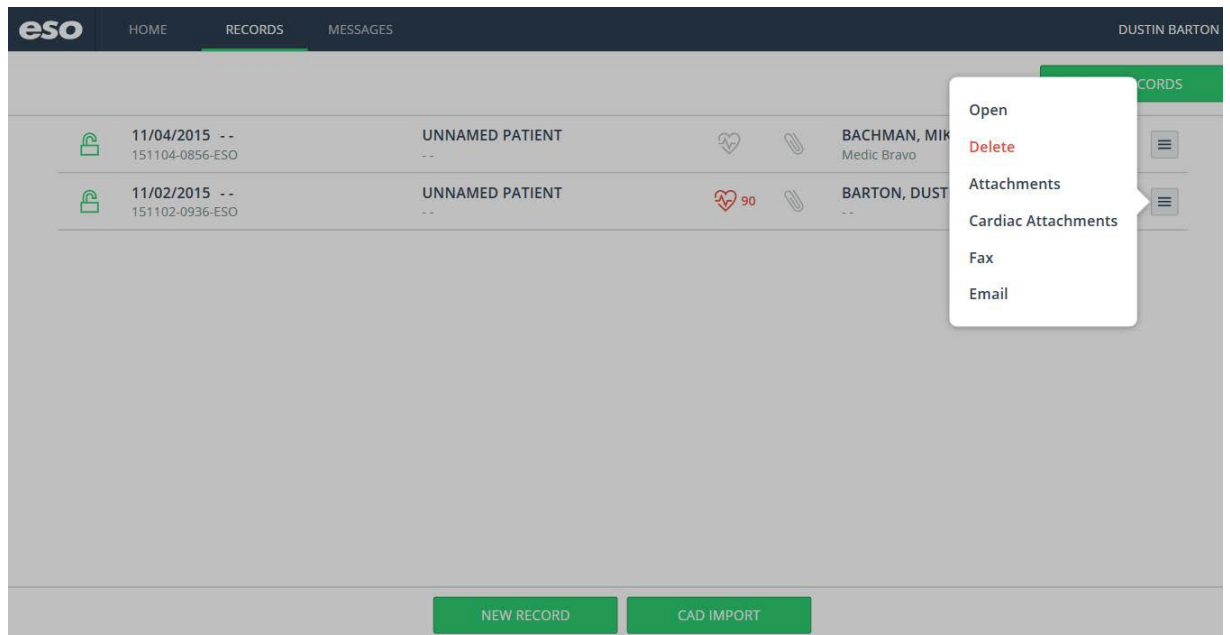 eso HOME RECORDS MESSAGES DUSTIN BARTON
CORDS
11/04/2015 - - UNNAMED PATIENT BACHMAN, MIK
151104-0856-ESO - - Medic Bravo
11/02/2015 - - UNNAMED PATIENT 90 BARTON, DUST
151102-0936-ESO - - - -
Open
Delete
Attachments
Cardiac Attachments
Fax
Email
NEW RECORD CAD IMPORT